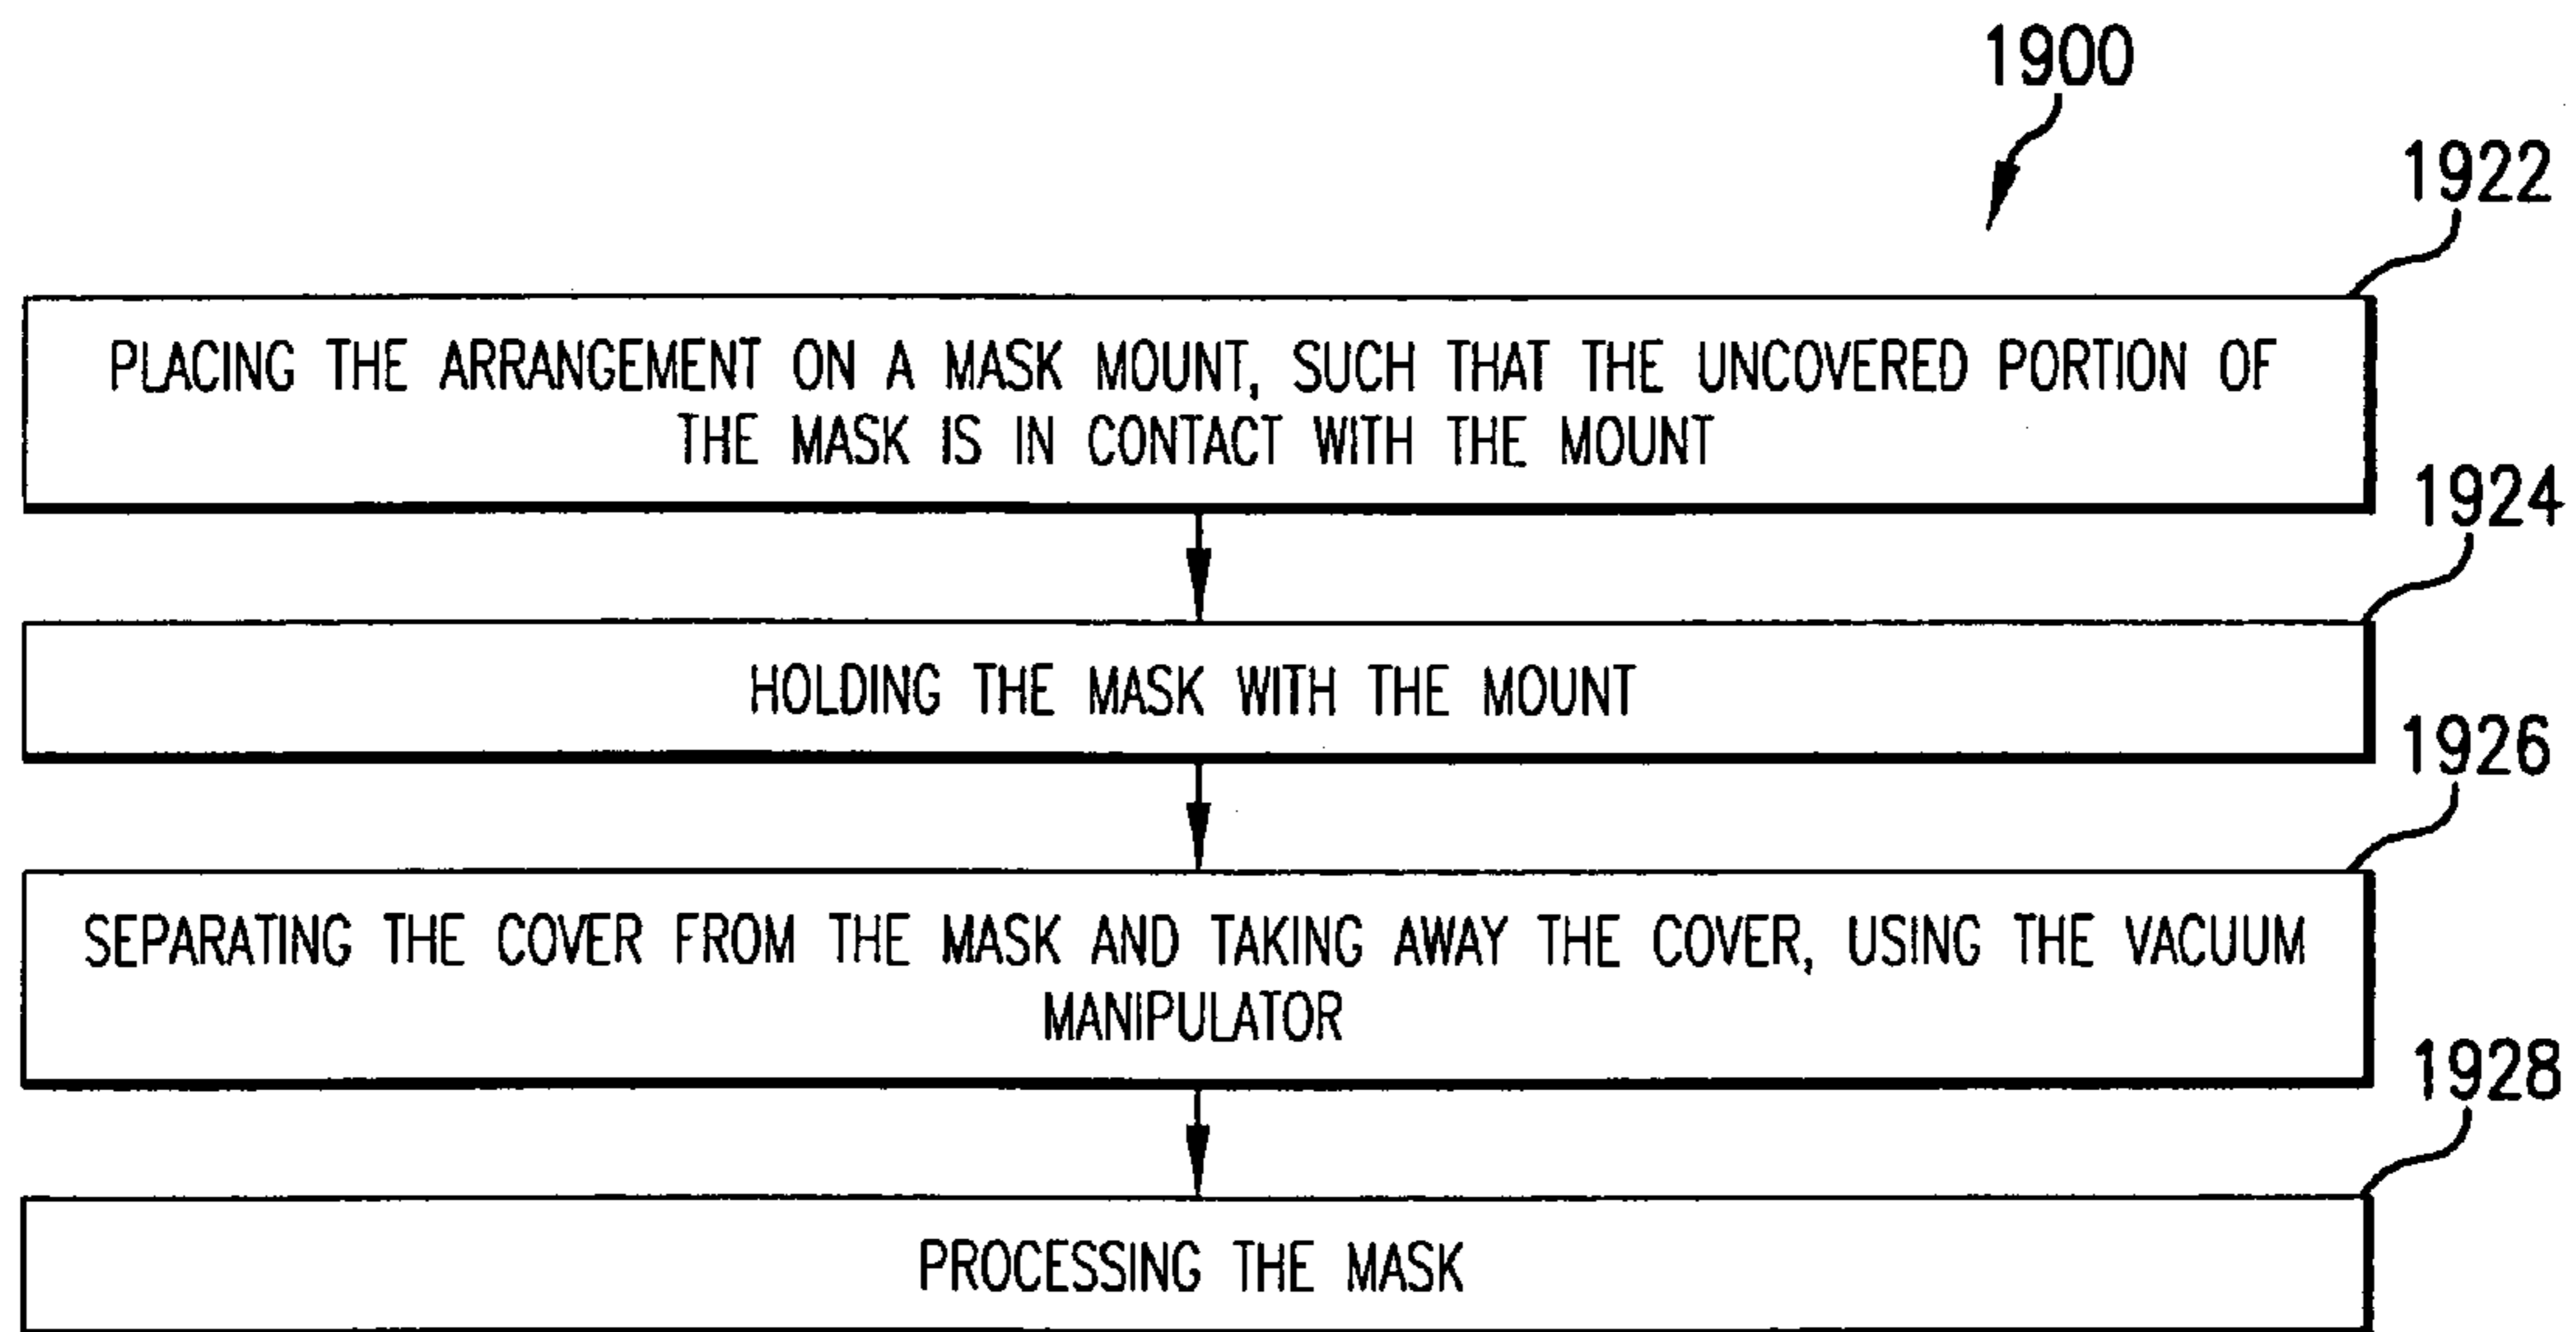 1900
1922
PLACING THE ARRANGEMENT ON A MASK MOUNT, SUCH THAT THE UNCOVERED PORTION OF
THE MASK IS IN CONTACT WITH THE MOUNT
1924
HOLDING THE MASK WITH THE MOUNT
1926
SEPARATING THE COVER FROM THE MASK AND TAKING AWAY THE COVER, USING THE VACUUM
MANIPULATOR
1928
PROCESSING THE MASK